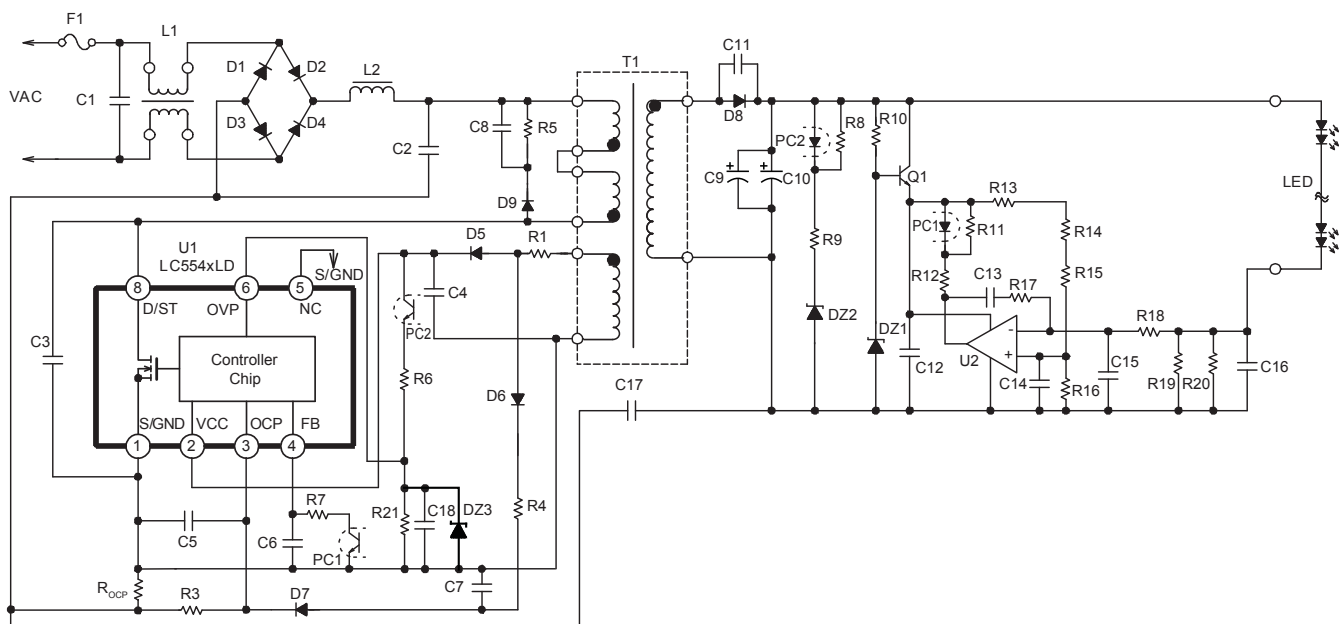 F1
L1
VAC
C1
D1
D2
D3
D4
L2
C2
C8
R5
D9
T1
C11
D8
C9
C10
PC2
R8
R10
R9
DZ2
DZ1
Q1
PC1
R11
R13
R14
R15
R12
C13
R17
U2
-
+
C12
C14
R16
C15
R18
R19
R20
C16
LED
U1
LC554xLD
S/GND
8
6
5
D/ST
OVP
NC
Controller
Chip
C3
S/GND
VCC
OCP
FB
1
2
3
4
D5
R1
C4
PC2
R6
D6
C17
R7
R21
C18
DZ3
R4
C5
C6
PC1
C7
ROCP
R3
D7
+
+